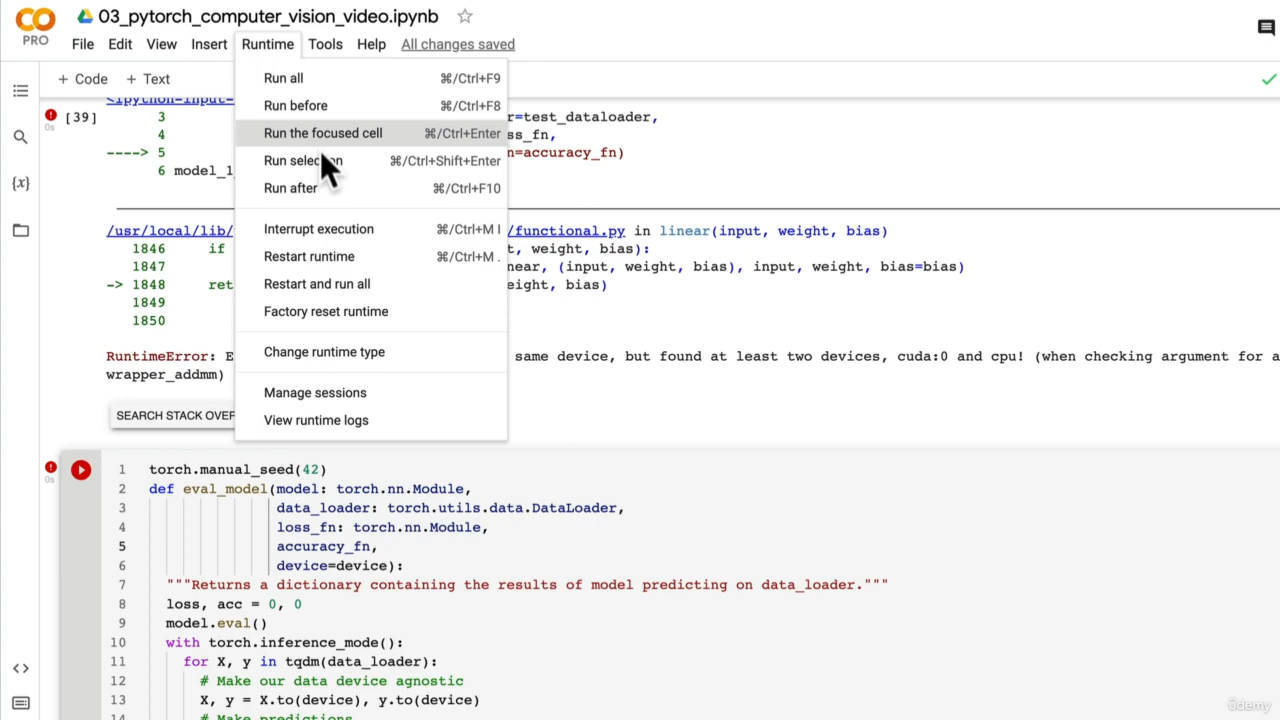 03_pytorch_computer_vision_video.ipynb
PRO
File Edit View Insert Runtime Tools Help All changes saved
+ Code + Text
Run all ⌘/Ctrl+F9
Run before ⌘/Ctrl+F8
Run the focused cell ⌘/Ctrl+Enter
Run selection ⌘/Ctrl+Shift+Enter
Run after ⌘/Ctrl+F10
Interrupt execution ⌘/Ctrl+M I
Restart runtime ⌘/Ctrl+M .
Restart and run all
Factory reset runtime
Change runtime type
Manage sessions
View runtime logs
<ipython-input-
[39] 3 r=test_dataloader,
0s
4 ss_fn,
----> 5 n=accuracy_fn)
6 model_1_
/usr/local/lib/ /functional.py in linear(input, weight, bias)
1846 if t, weight, bias):
1847 near, (input, weight, bias), input, weight, bias=bias)
-> 1848 ret eight, bias)
1849
1850
RuntimeError: E same device, but found at least two devices, cuda:0 and cpu! (when checking argument for a
wrapper_addmm)
SEARCH STACK OVER
0s
1 torch.manual_seed(42)
2 def eval_model(model: torch.nn.Module,
3 data_loader: torch.utils.data.DataLoader,
4 loss_fn: torch.nn.Module,
5 accuracy_fn,
6 device=device):
7 """Returns a dictionary containing the results of model predicting on data_loader."""
8 loss, acc = 0, 0
9 model.eval()
10 with torch.inference_mode():
11 for X, y in tqdm(data_loader):
12 # Make our data device agnostic
13 X, y = X.to(device), y.to(device)
14 # Make predictions
ûdemy